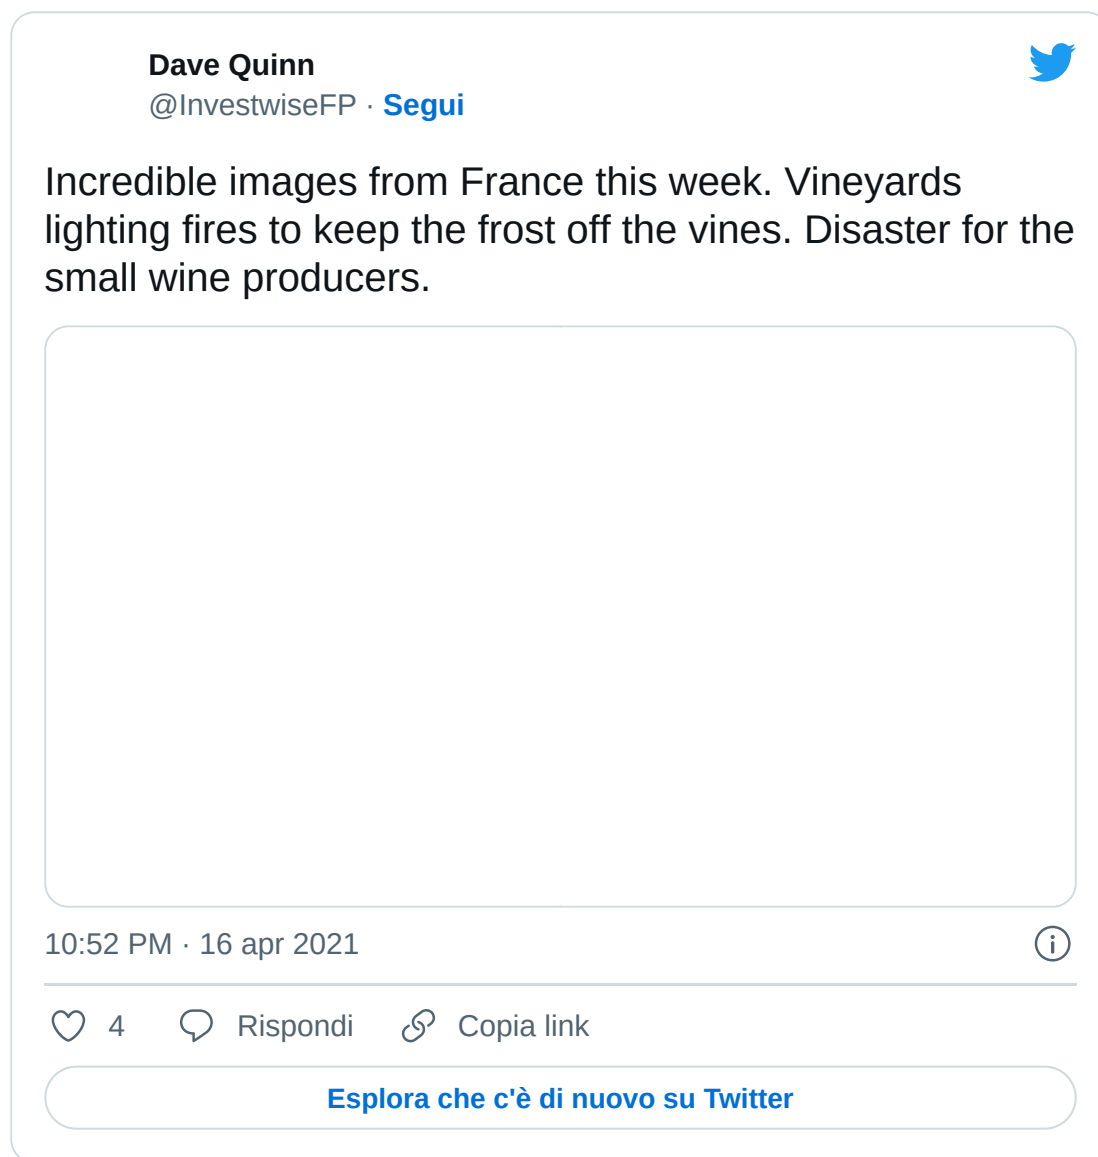 Dave Quinn
@InvestwiseFP · Segui
Incredible images from France this week. Vineyards
lighting fires to keep the frost off the vines. Disaster for the
small wine producers.
10:52 PM · 16 apr 2021
4 Rispondi Copia link
Esplora che c'è di nuovo su Twitter